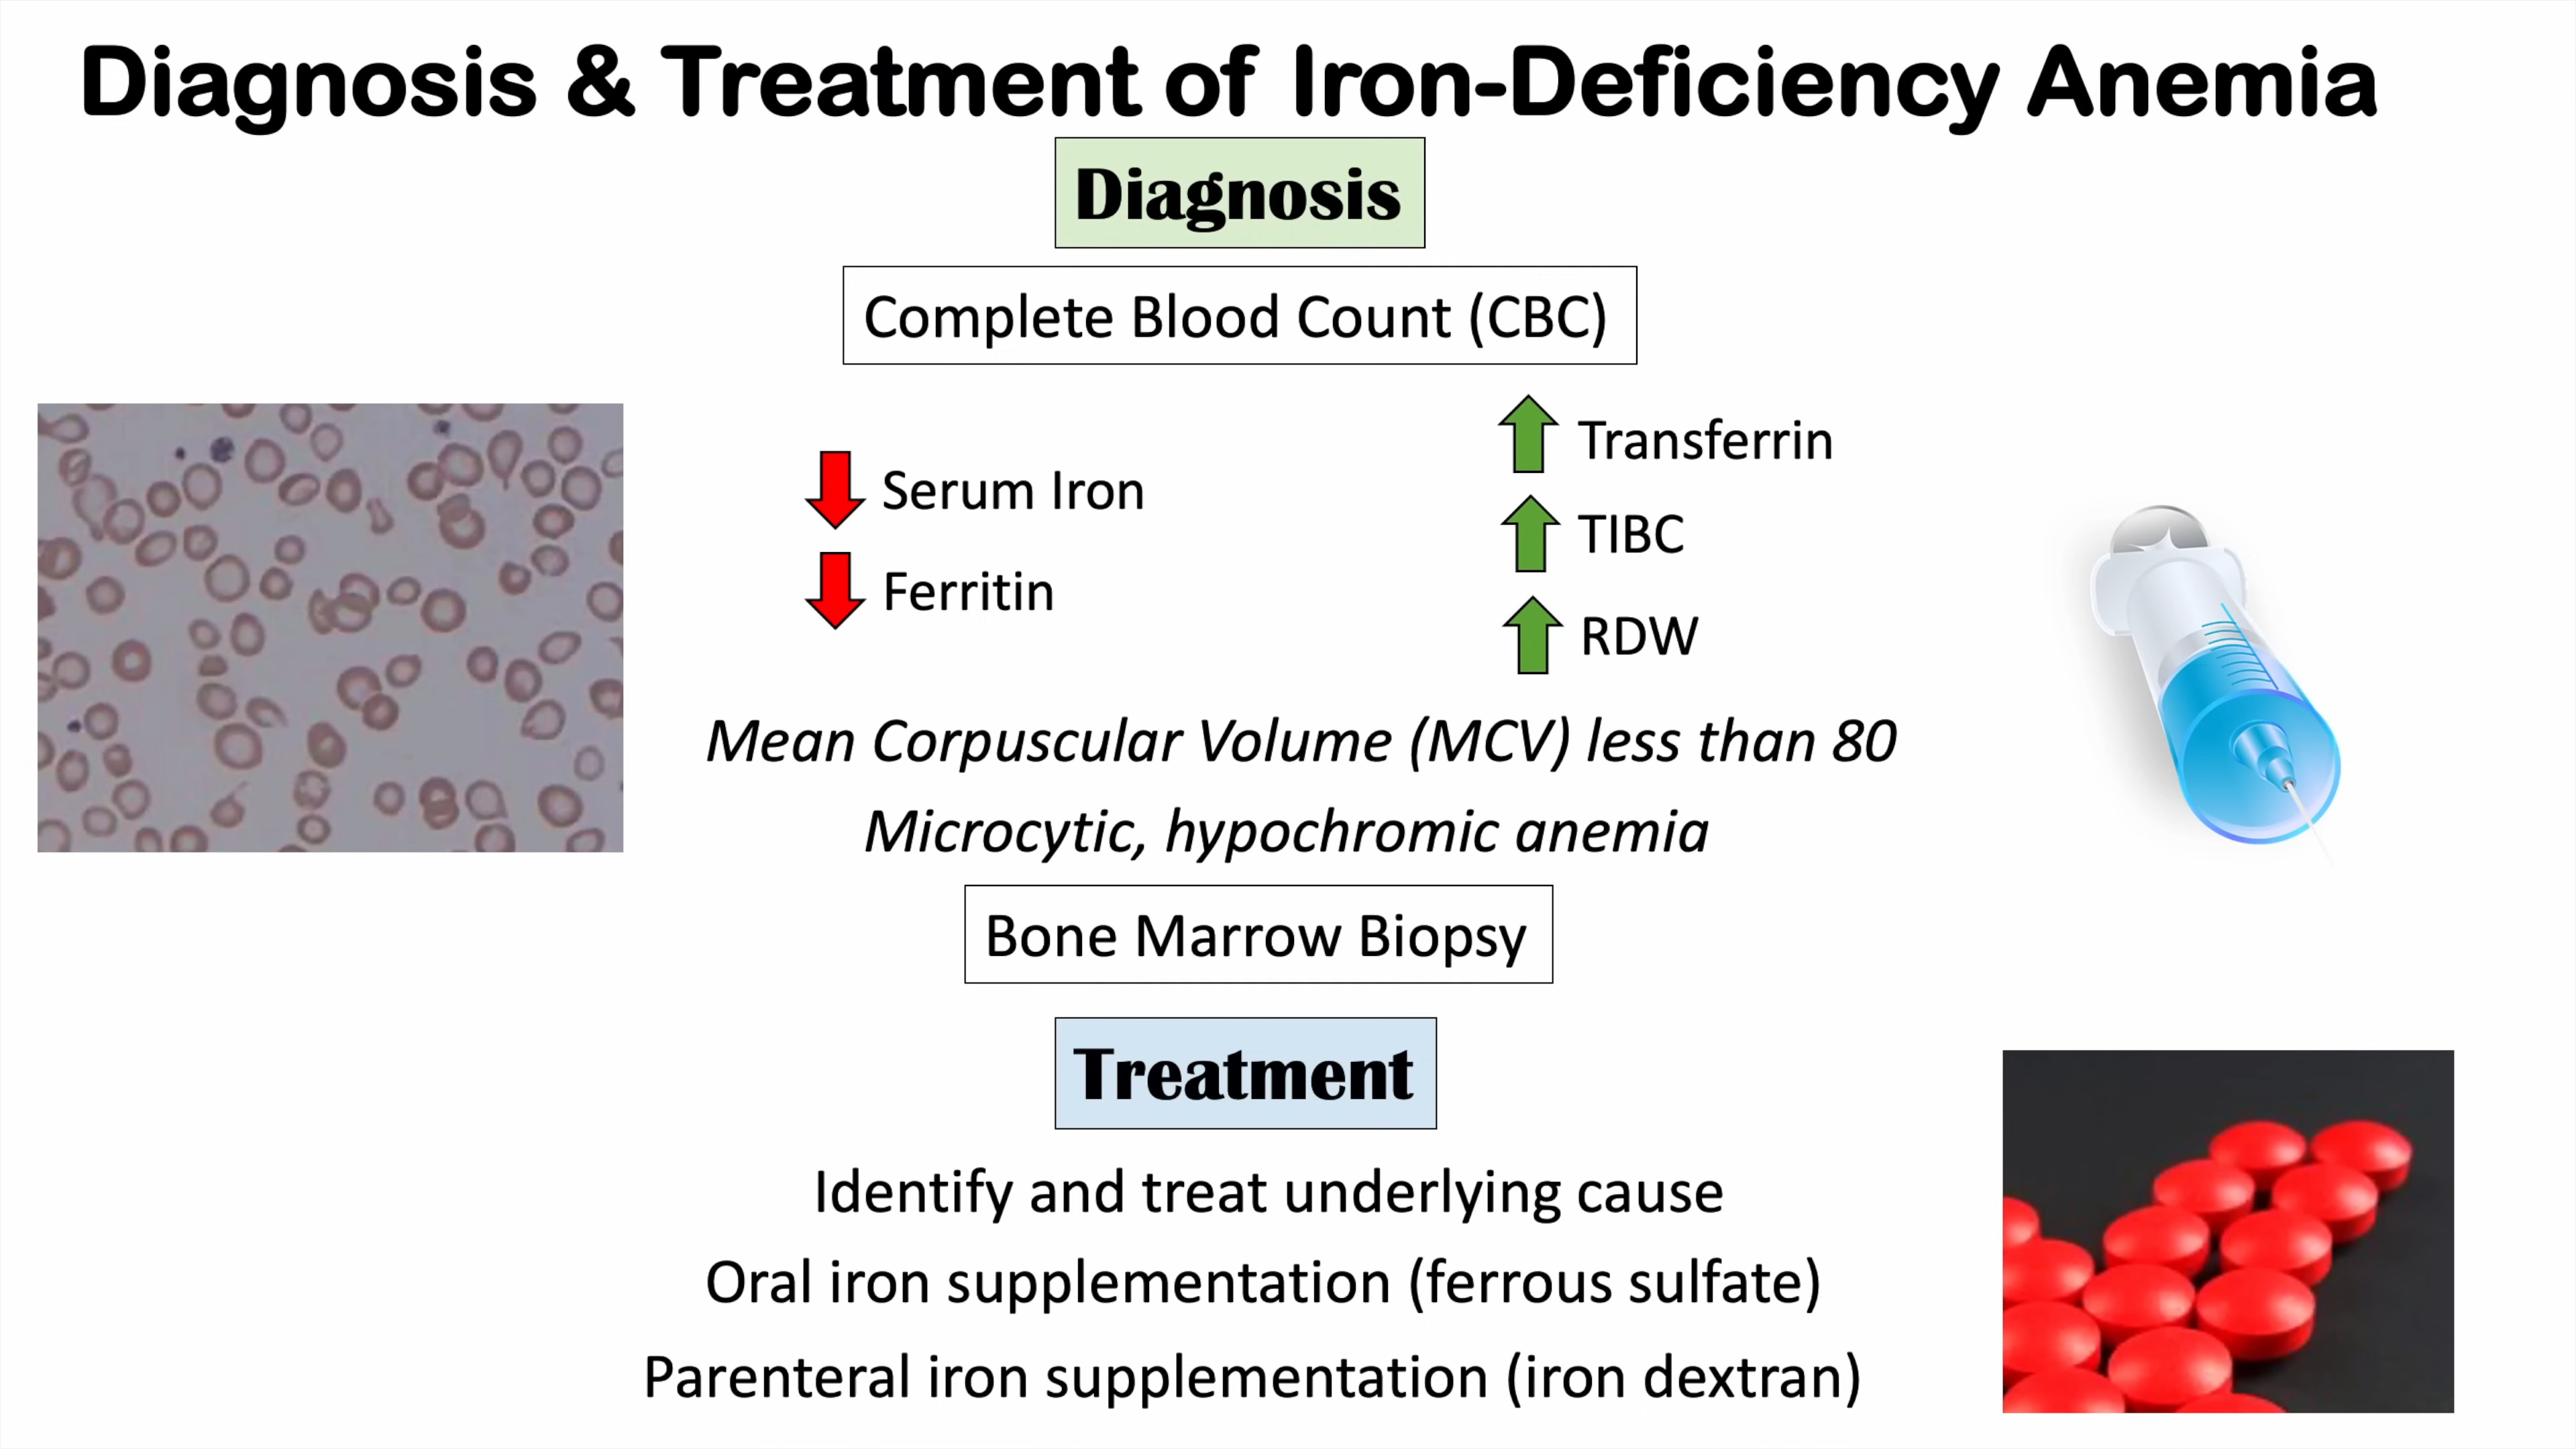 Diagnosis & Treatment of Iron-Deficiency Anemia
Diagnosis
Complete Blood Count (CBC)
Serum Iron
Ferritin
Transferrin
TIBC
RDW
Mean Corpuscular Volume (MCV) less than 80
Microcytic, hypochromic anemia
Bone Marrow Biopsy
Treatment
Identify and treat underlying cause
Oral iron supplementation (ferrous sulfate)
Parenteral iron supplementation (iron dextran)